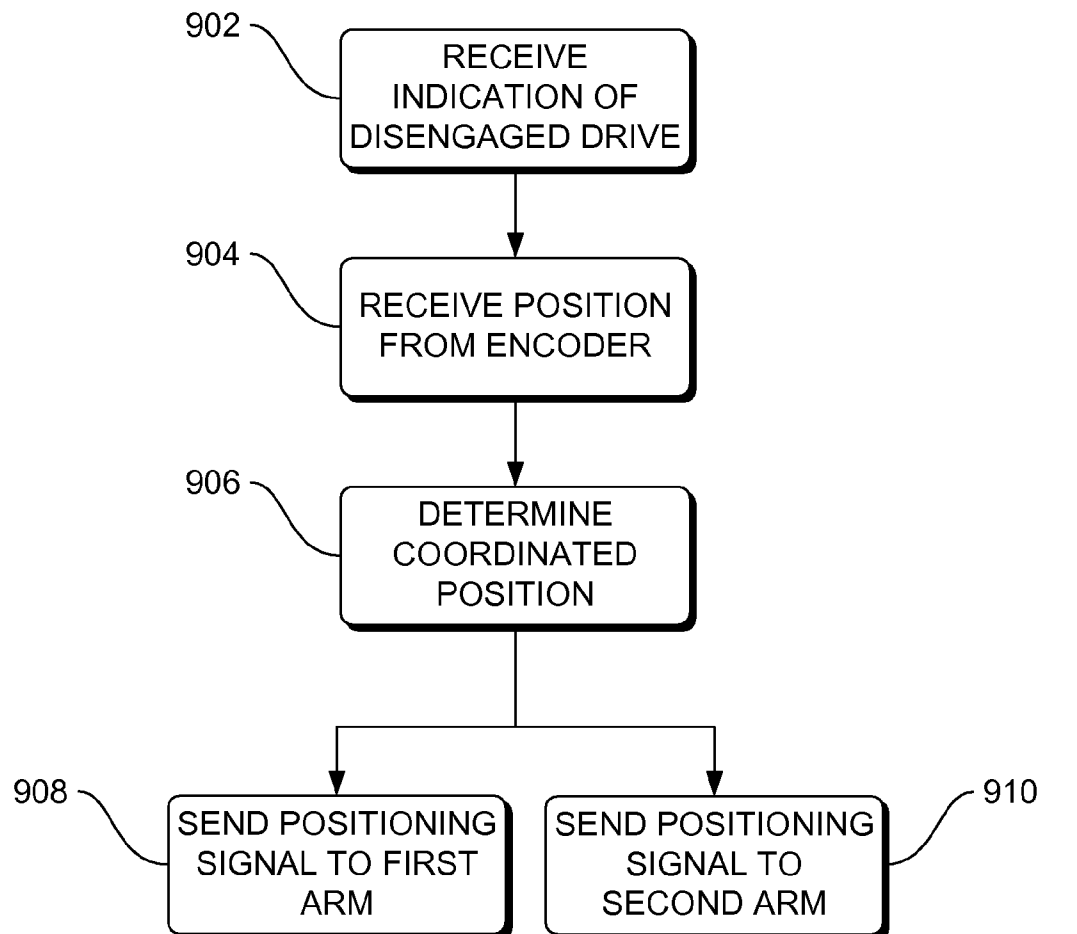 902
RECEIVE
INDICATION OF
DISENGAGED DRIVE
904
RECEIVE POSITION
FROM ENCODER
906
DETERMINE
COORDINATED
POSITION
908
SEND POSITIONING
SIGNAL TO FIRST
ARM
SEND POSITIONING
SIGNAL TO
SECOND ARM
910